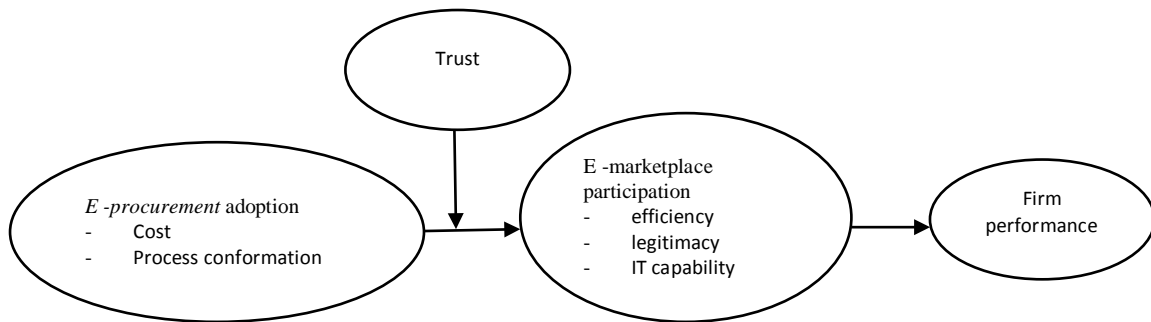 Trust
E -procurement adoption
- Cost
- Process conformation
E -marketplace
participation
- efficiency
- legitimacy
- IT capability
Firm
performance